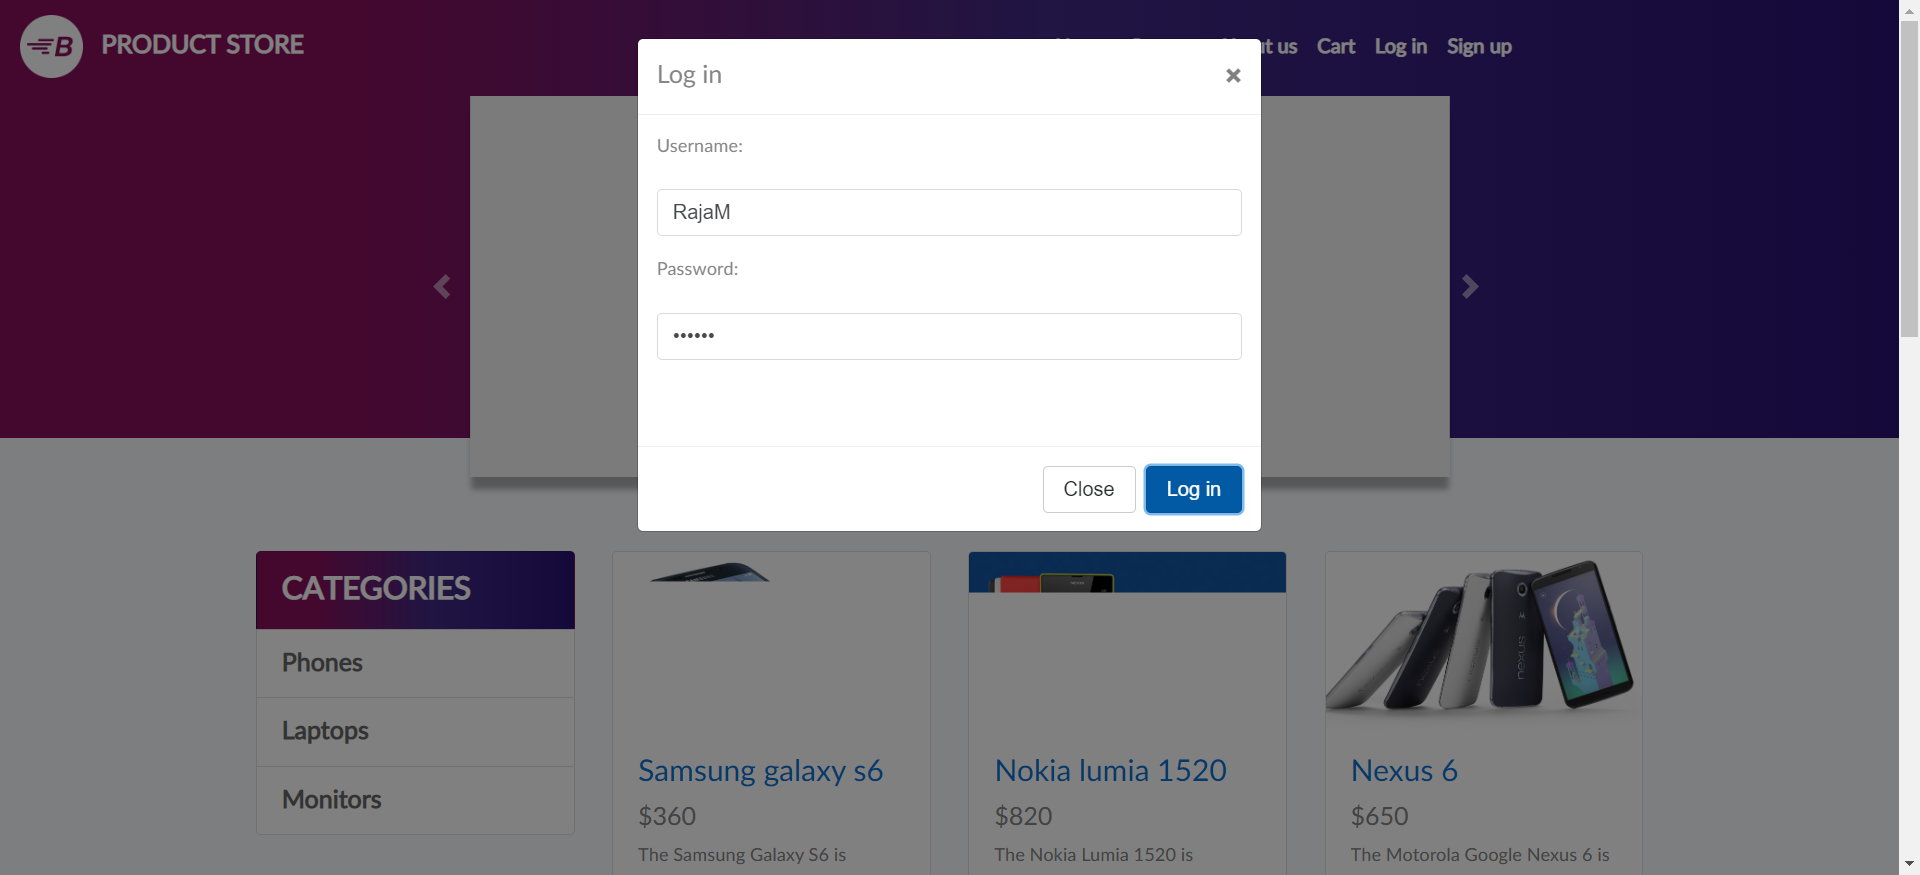 B PRODUCT STORE
Cart Log in Sign up
Log in ×
Username:
RajaM
Password:
••••••
Close Log in
CATEGORIES
Phones
Laptops
Monitors
Samsung galaxy s6
$360
The Samsung Galaxy S6 is
Nokia lumia 1520
$820
The Nokia Lumia 1520 is
Nexus 6
$650
The Motorola Google Nexus 6 is
nexus